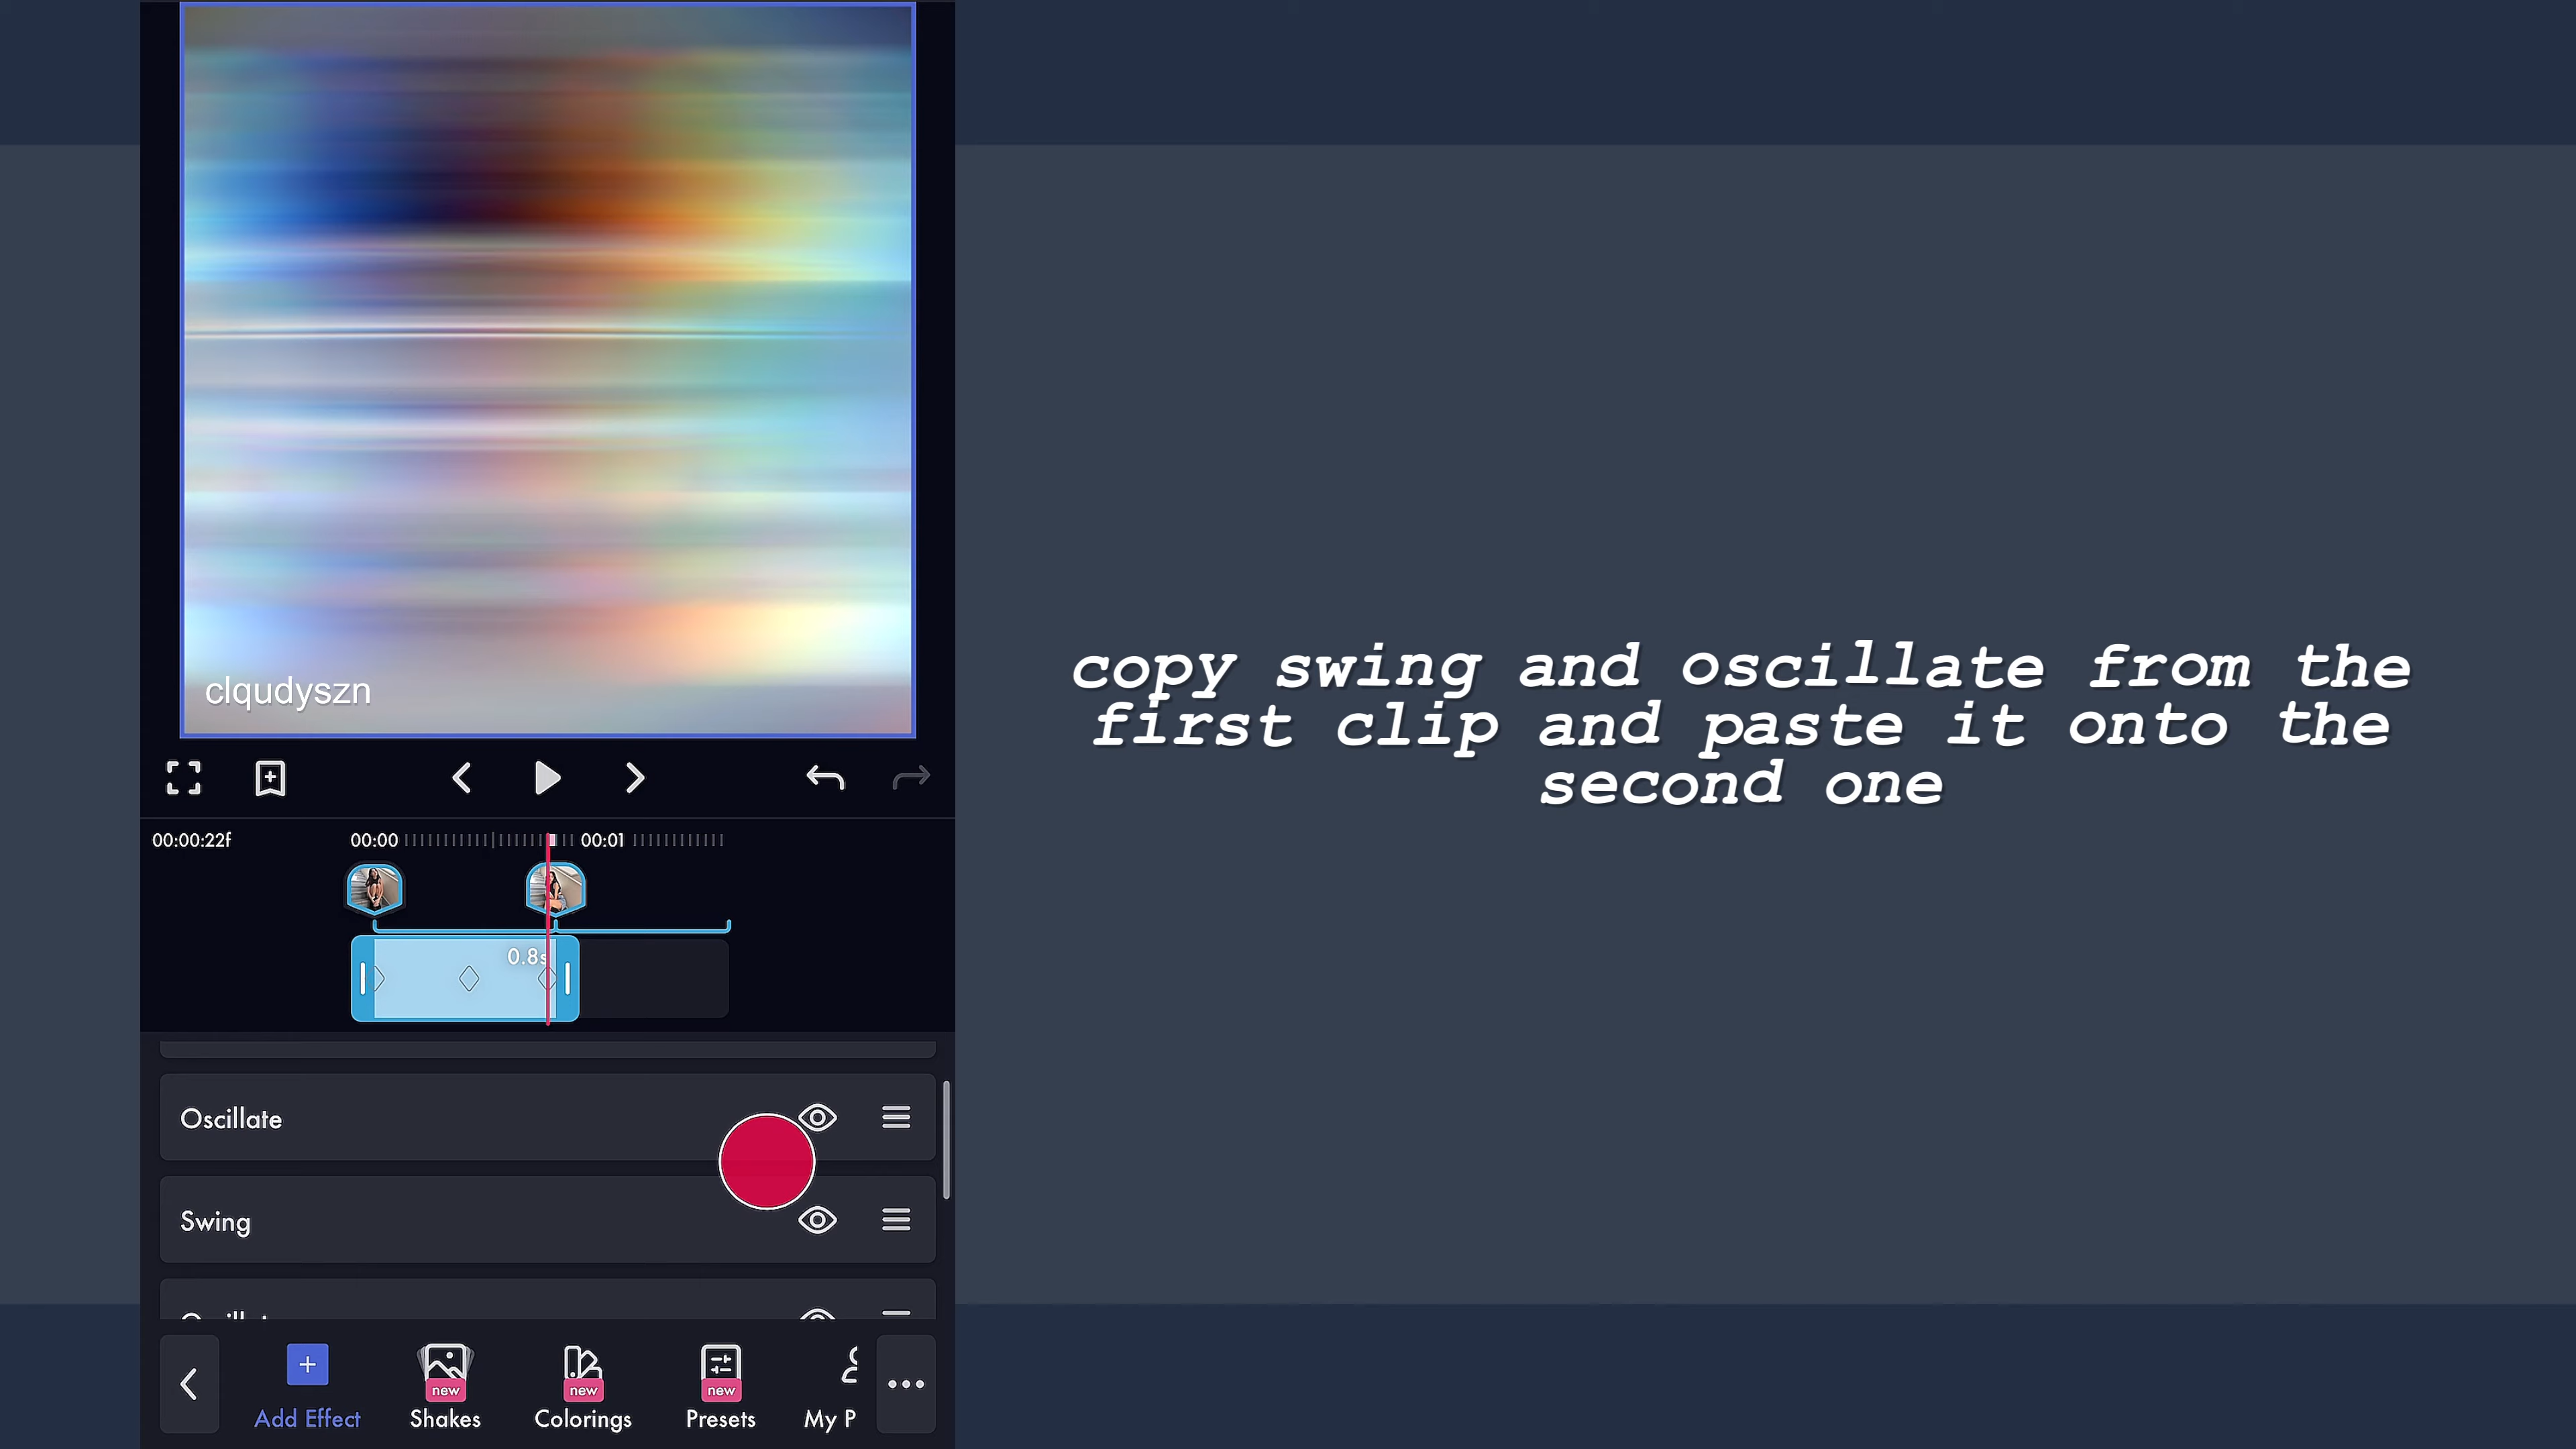 clqudyszn
copy swing and oscillate from the
first clip and paste it onto the
second one
00:00:22f
00:00
00:01
0.8s
Oscillate
Swing
new
new
new
Add Effect
Shakes
Colorings
Presets
My P